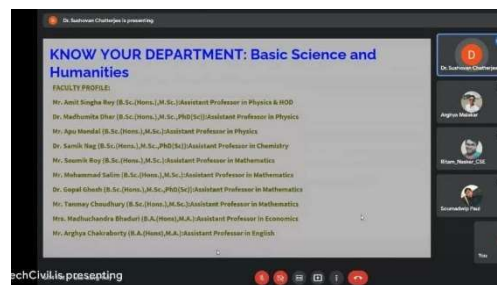 Dr. Sushovan Chatterjee is presenting
KNOW YOUR DEPARTMENT: Basic Science and
Humanities
FACULTY PROFILE:
Mr. Amit Singha Roy (B.Sc.(Hons.),M.Sc.):Assistant Professor in Physics & HOD
Dr. Madhumita Dhar (B.Sc.(Hons.),M.Sc.,PhD(Sc)):Assistant Professor in Physics
Mr. Apu Mondal (B.Sc.(Hons.),M.Sc.):Assistant Professor in Physics
Dr. Samik Nag (B.Sc.(Hons.),M.Sc.,PhD(Sc)):Assistant Professor in Chemistry
Mr. Soumik Roy (B.Sc.(Hons.),M.Sc.):Assistant Professor in Mathematics
Mr. Mohammad Salim (B.Sc.(Hons.),M.Sc.):Assistant Professor in Mathematics
Dr. Gopal Ghosh (B.Sc.(Hons.),M.Sc.,PhD(Sc)):Assistant Professor in Mathematics
Mr. Tanmay Choudhury (B.Sc.(Hons.),M.Sc.):Assistant Professor in Mathematics
Mrs. Madhuchandra Bhaduri (B.A.(Hons),M.A.):Assistant Professor in Economics
Mr. Arghya Chakraborty (B.A.(Hons),M.A.):Assistant Professor in English
D
Dr. Sushovan Chatterjee
Arghya
Ritam_Naskar_CSE
Soumadeep Paul
You
echCivil is presenting